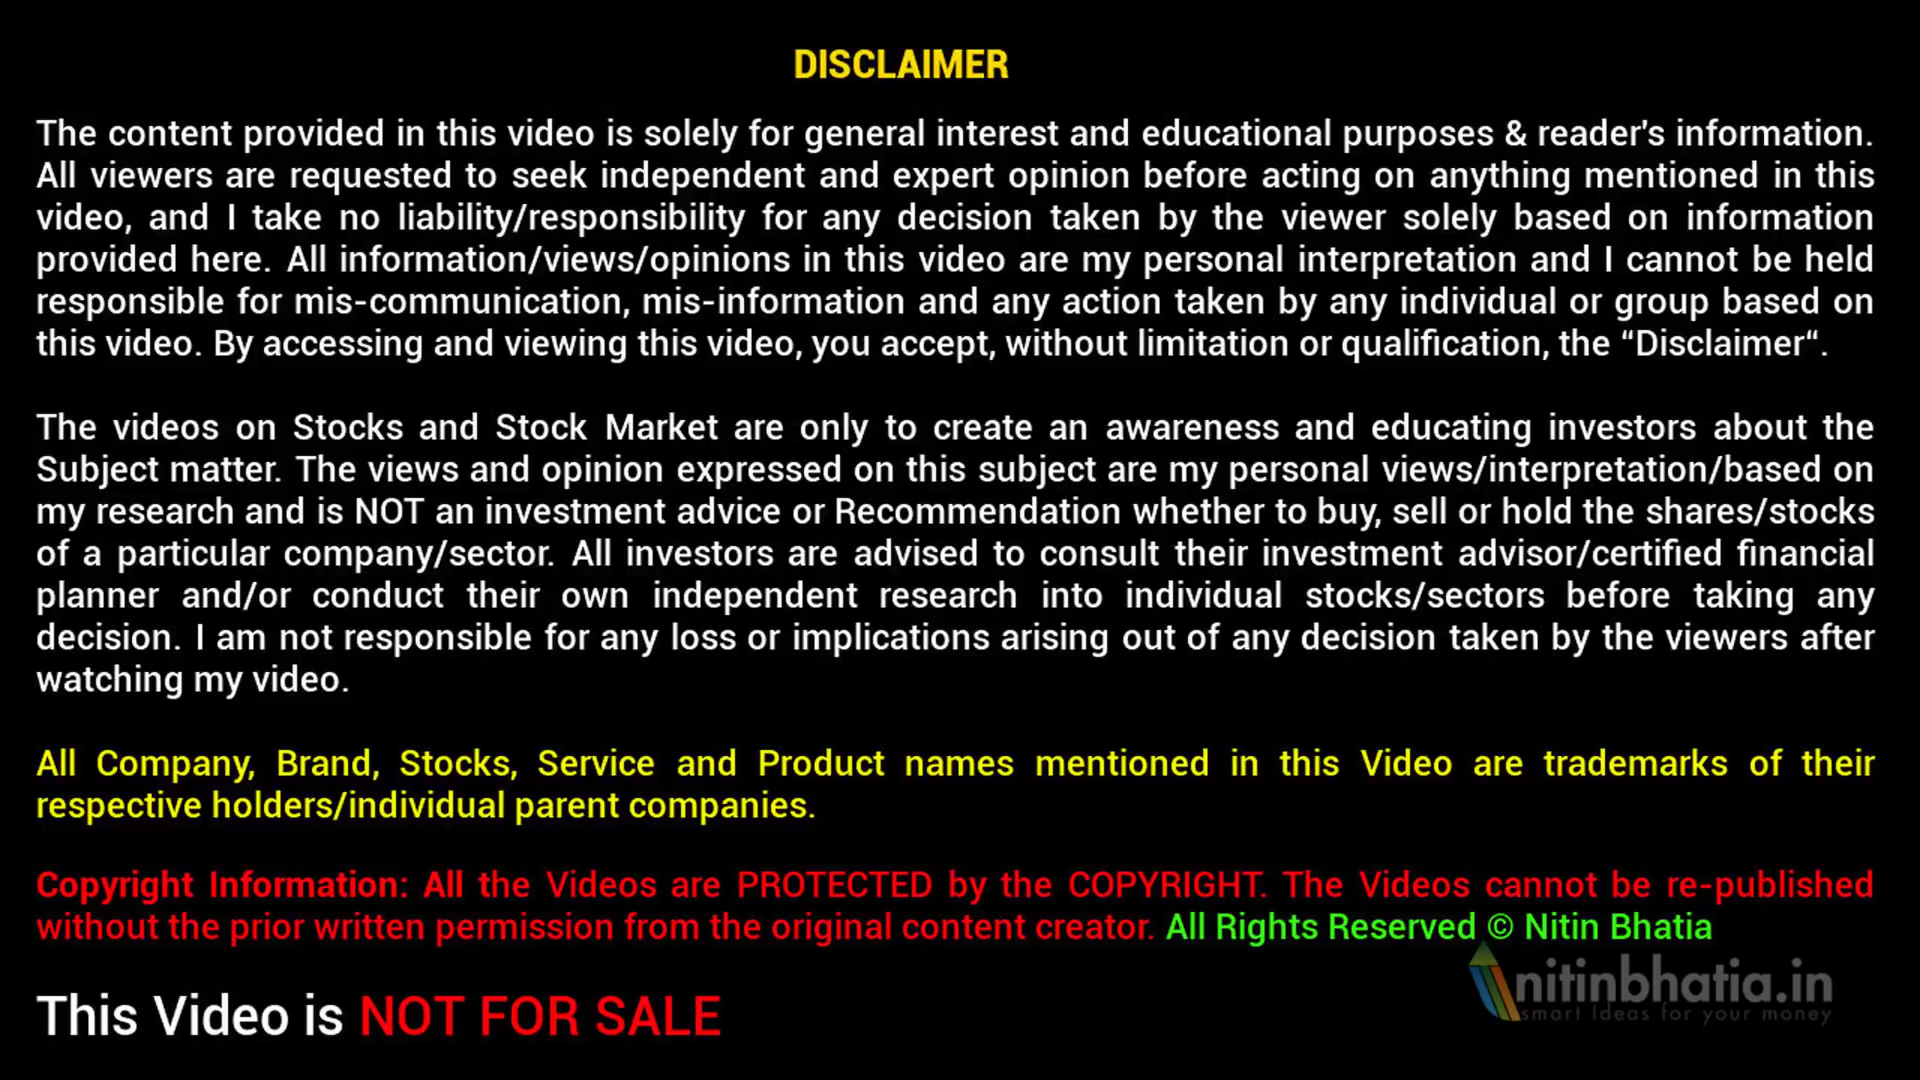 DISCLAIMER
The content provided in this video is solely for general interest and educational purposes & reader's information.
All viewers are requested to seek independent and expert opinion before acting on anything mentioned in this
video, and I take no liability/responsibility for any decision taken by the viewer solely based on information
provided here. All information/views/opinions in this video are my personal interpretation and I cannot be held
responsible for mis-communication, mis-information and any action taken by any individual or group based on
this video. By accessing and viewing this video, you accept, without limitation or qualification, the “Disclaimer“.
The videos on Stocks and Stock Market are only to create an awareness and educating investors about the
Subject matter. The views and opinion expressed on this subject are my personal views/interpretation/based on
my research and is NOT an investment advice or Recommendation whether to buy, sell or hold the shares/stocks
of a particular company/sector. All investors are advised to consult their investment advisor/certified financial
planner and/or conduct their own independent research into individual stocks/sectors before taking any
decision. I am not responsible for any loss or implications arising out of any decision taken by the viewers after
watching my video.
All Company, Brand, Stocks, Service and Product names mentioned in this Video are trademarks of their
respective holders/individual parent companies.
Copyright Information: All the Videos are PROTECTED by the COPYRIGHT. The Videos cannot be re-published
without the prior written permission from the original content creator. All Rights Reserved © Nitin Bhatia
nitinbhatia.in
smart Ideas for your money
This Video is NOT FOR SALE